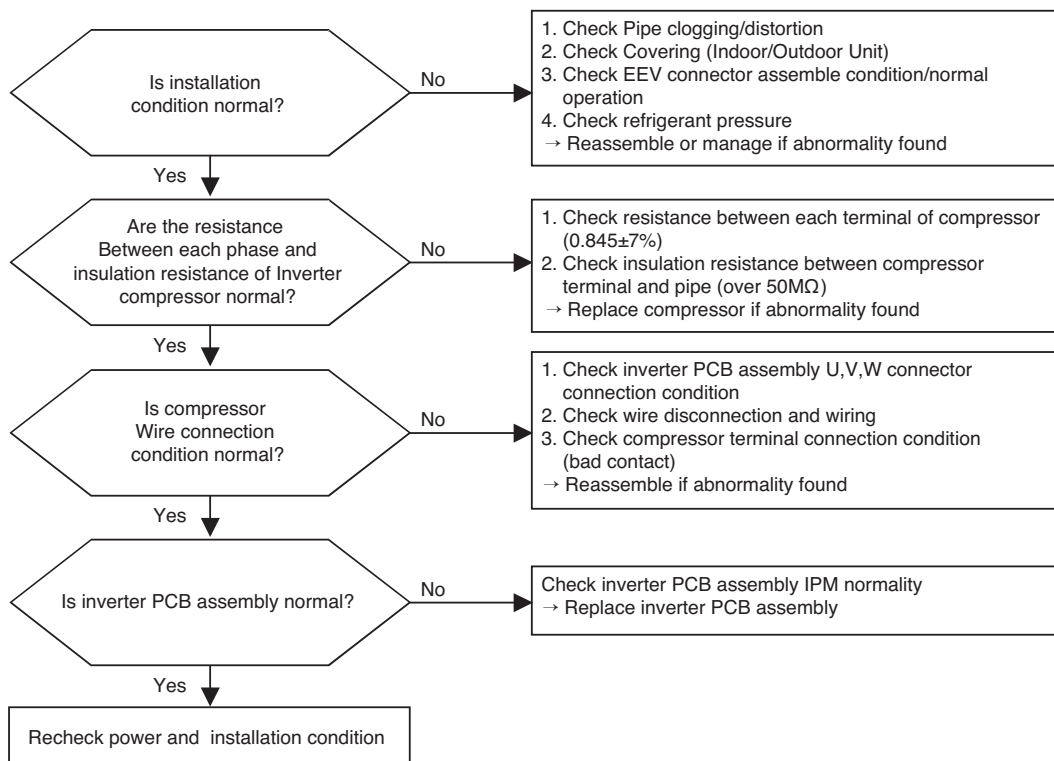 Is installation
condition normal?
No
1. Check Pipe clogging/distortion
2. Check Covering (Indoor/Outdoor Unit)
3. Check EEV connector assemble condition/normal
operation
4. Check refrigerant pressure
→ Reassemble or manage if abnormality found
Yes
Are the resistance
Between each phase and
insulation resistance of Inverter
compressor normal?
No
1. Check resistance between each terminal of compressor
(0.845±7%)
2. Check insulation resistance between compressor
terminal and pipe (over 50MΩ)
→ Replace compressor if abnormality found
Yes
Is compressor
Wire connection
condition normal?
No
1. Check inverter PCB assembly U,V,W connector
connection condition
2. Check wire disconnection and wiring
3. Check compressor terminal connection condition
(bad contact)
→ Reassemble if abnormality found
Yes
Is inverter PCB assembly normal?
No
Check inverter PCB assembly IPM normality
→ Replace inverter PCB assembly
Yes
Recheck power and installation condition